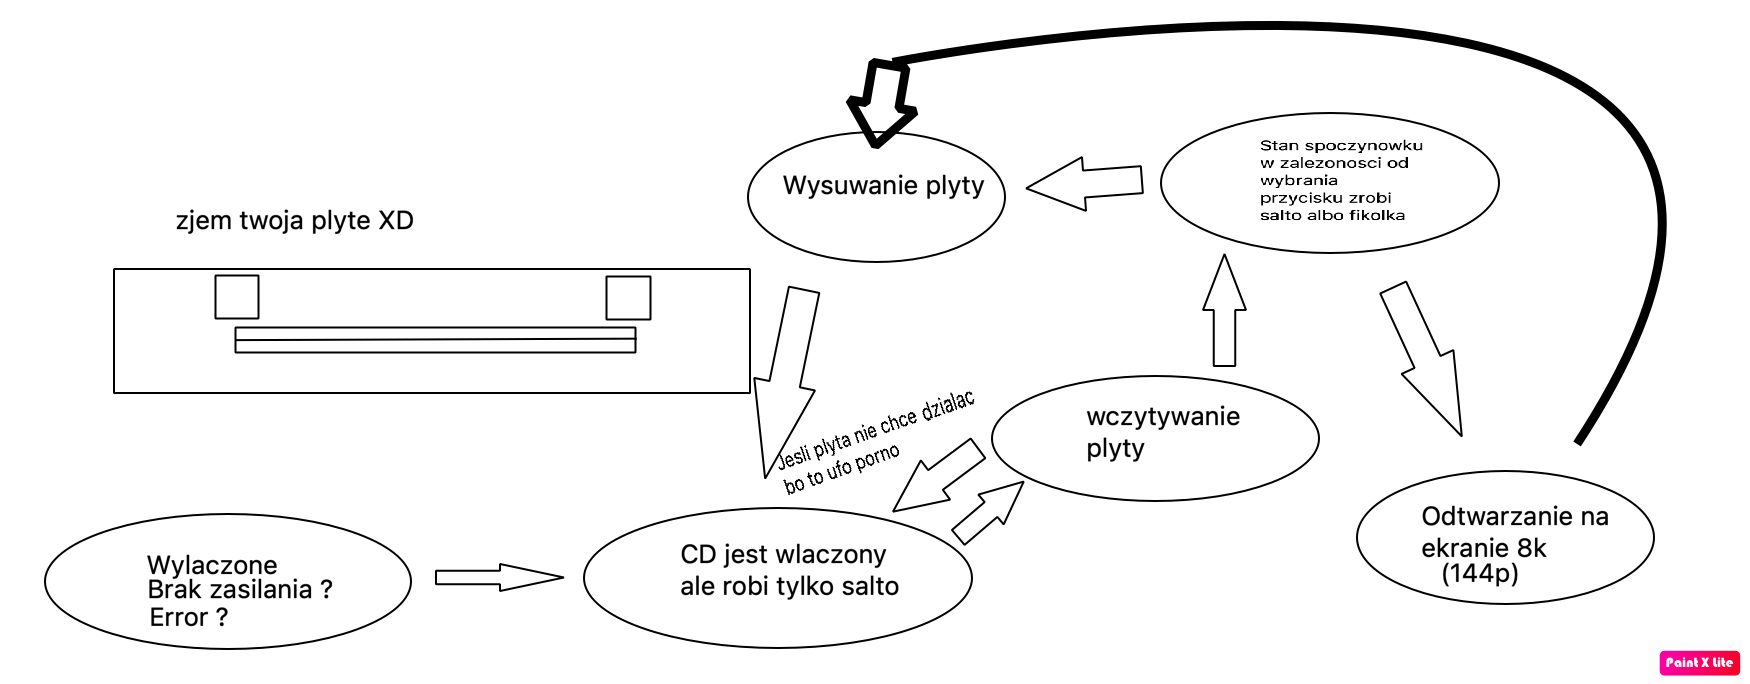 Stan spoczynowku
w zalezonosci od
wybrania
przycisku zrobi
salto albo fikolka
Wysuwanie plyty
zjem twoja plyte XD
Jesli plyta nie chce dzialac
bo to ufo porno
wczytywanie
plyty
Wylaczone
Brak zasilania ?
Error ?
CD jest wlaczony
ale robi tylko salto
Odtwarzanie na
ekranie 8k
(144p)
Paint X Lite